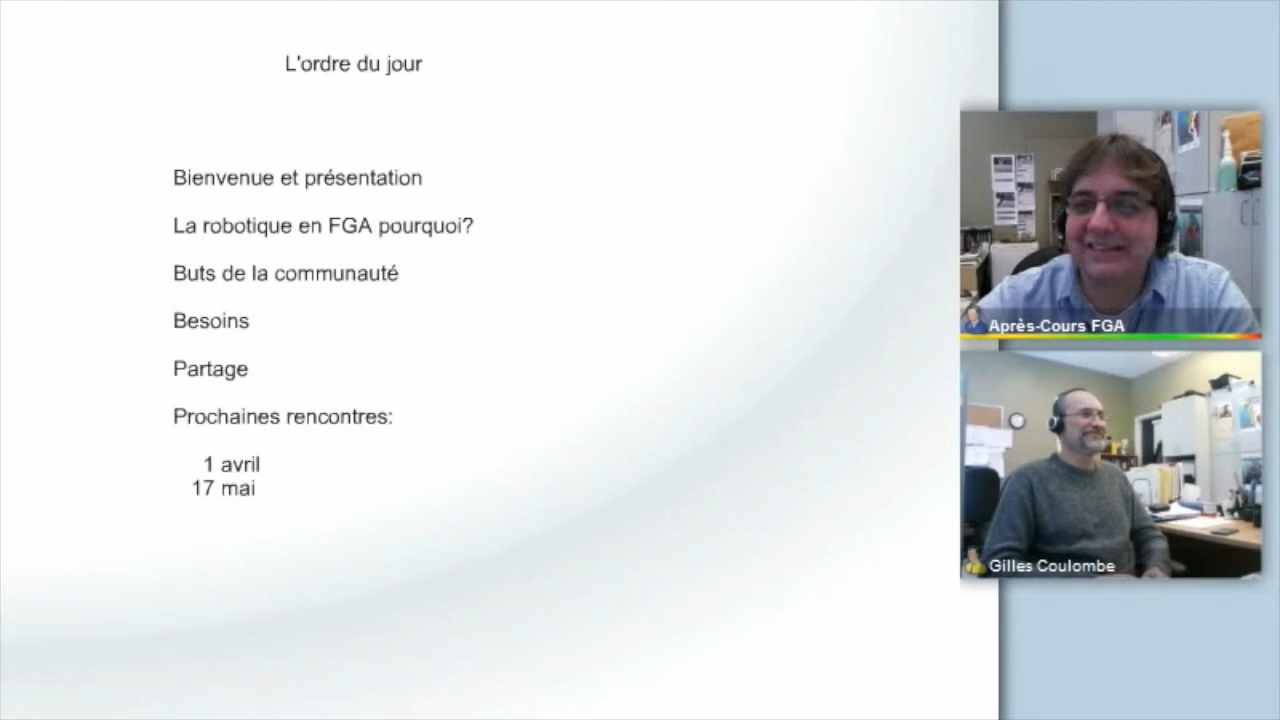 L'ordre du jour
Bienvenue et présentation
La robotique en FGA pourquoi?
Buts de la communauté
Besoins
Partage
Prochaines rencontres:
1 avril
17 mai
Après-Cours FGA
Gilles Coulombe